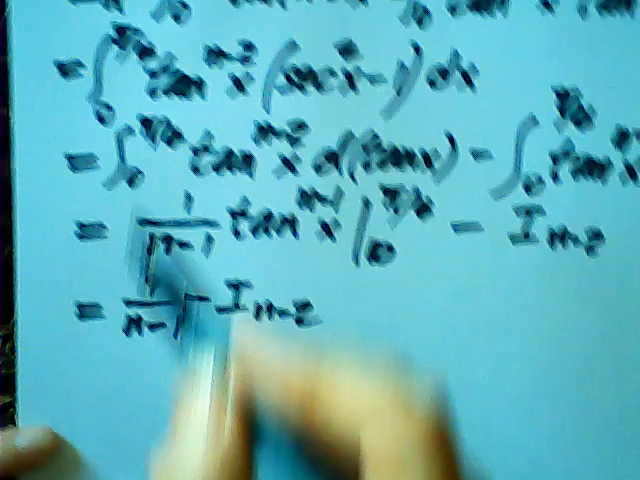 = ∫₀^{π/4} tan^{n-2} x (sec²x - 1) dx
= ∫₀^{π/4} tan^{n-2} x d(tan x) - ∫₀^{π/4} tan
= 1/(n-1) tan^{n-1} x |₀^{π/4} - I_{n-2}
= 1/(n-1) - I_{n-2}